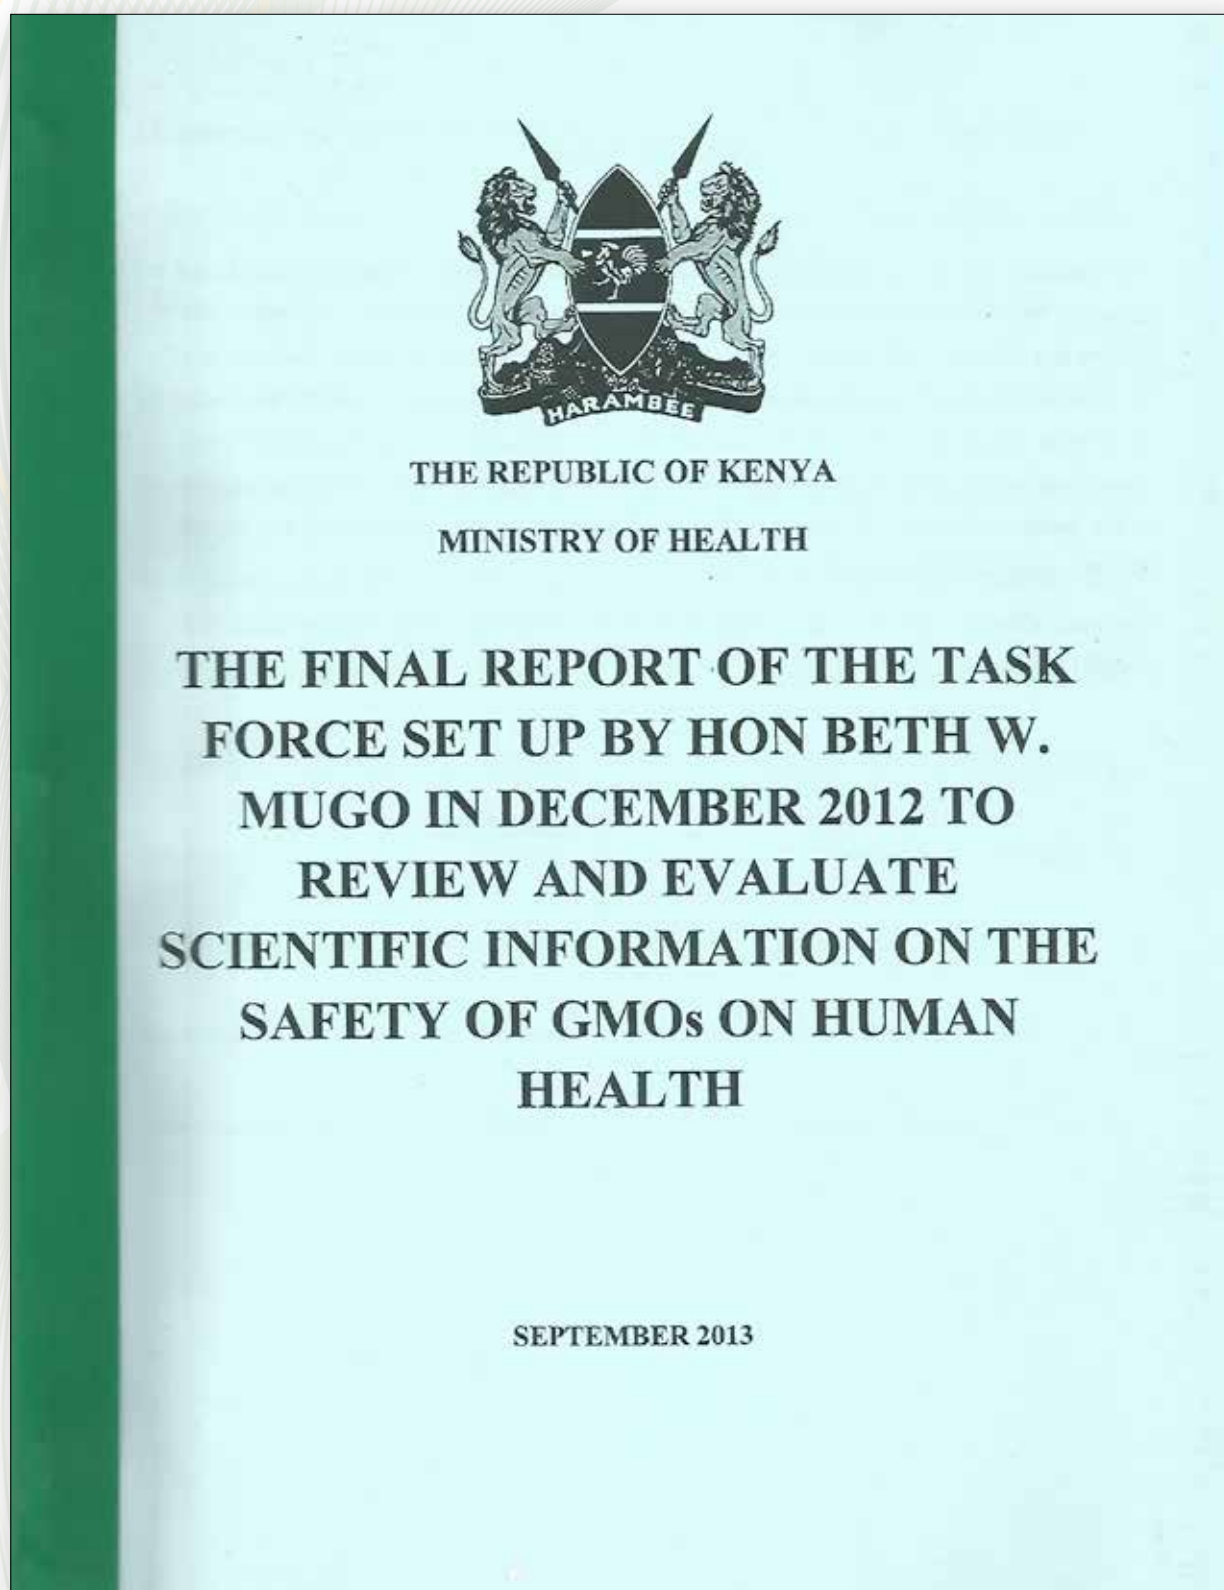 HARAMBEE
THE REPUBLIC OF KENYA
MINISTRY OF HEALTH
THE FINAL REPORT OF THE TASK
FORCE SET UP BY HON BETH W.
MUGO IN DECEMBER 2012 TO
REVIEW AND EVALUATE
SCIENTIFIC INFORMATION ON THE
SAFETY OF GMOs ON HUMAN
HEALTH
SEPTEMBER 2013